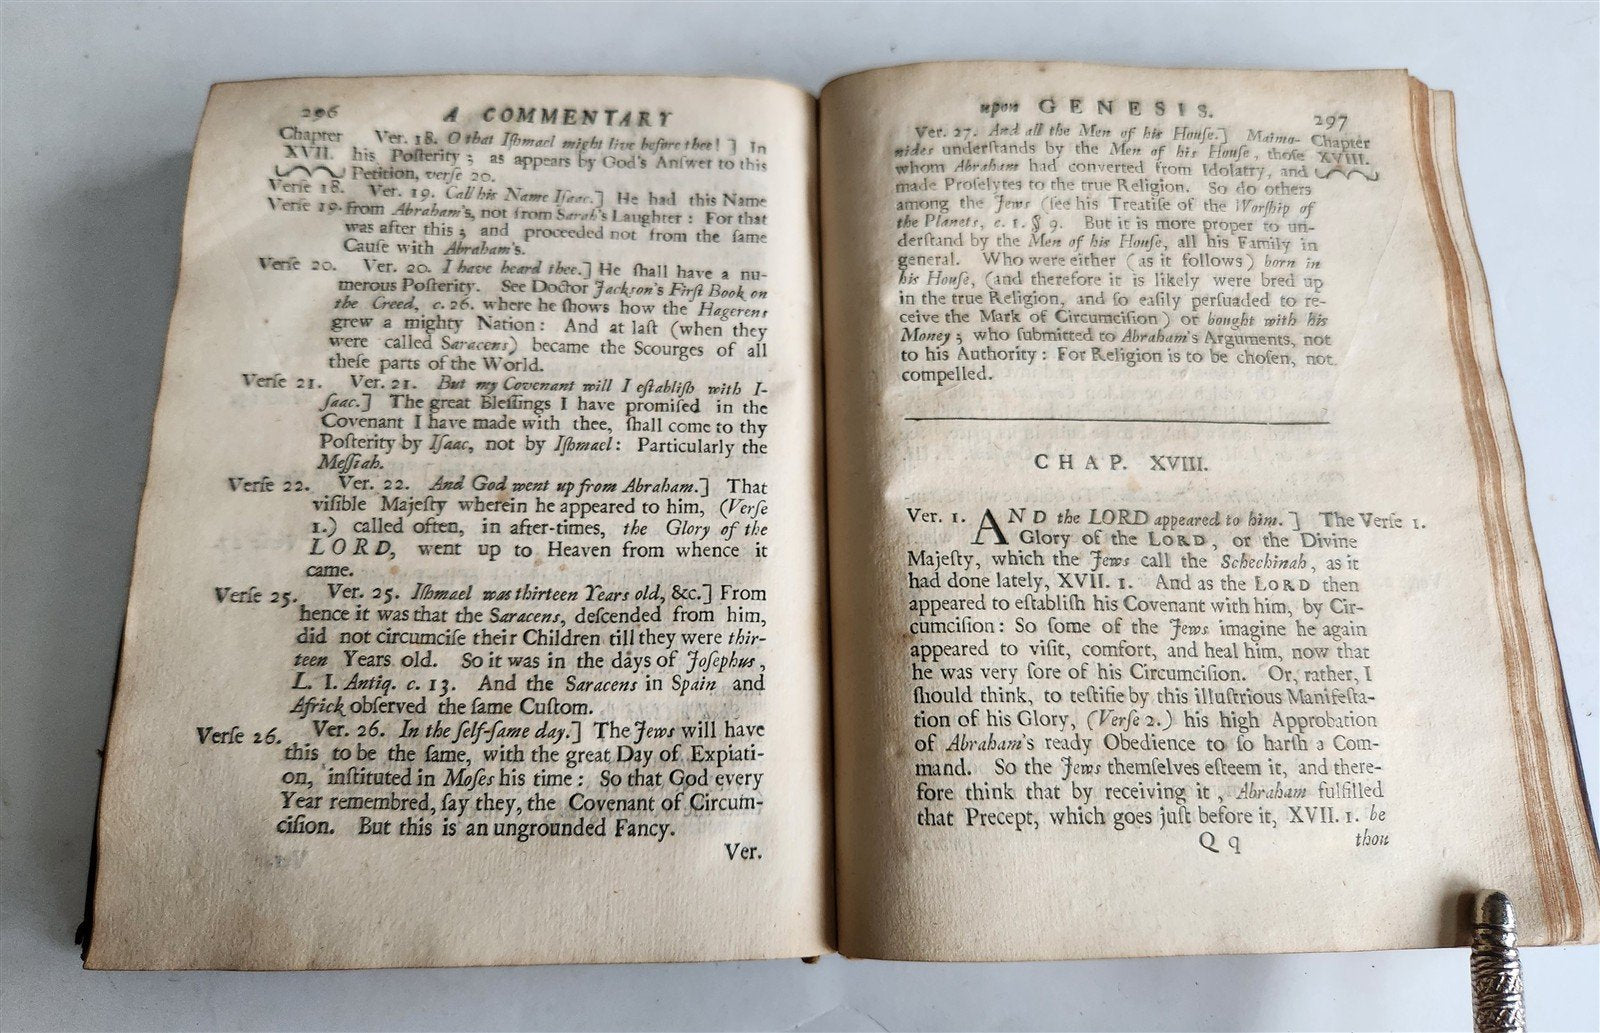 296 A COMMENTARY
Chapter XVII. Ver. 18. O that Iſhmael might live before thee! ] In
his Poſterity; as appears by God's Anſwer to this
Petition, verſe 20.
Verſe 18.
Verſe 19. Ver. 19. Call his Name Iſaac.] He had this Name
from Abraham's, not from Sarah's Laughter: For that
was after this; and proceeded not from the ſame
Cauſe with Abraham's.
Verſe 20. Ver. 20. I have heard thee.] He ſhall have a nu-
merous Poſterity. See Doctor Jackson's Firſt Book on
the Creed, c. 26. where he ſhows how the Hagerens
grew a mighty Nation: And at laſt (when they
were called Saracens) became the Scourges of all
theſe parts of the World.
Verſe 21. Ver. 21. But my Covenant will I eſtabliſh with I-
ſaac.] The great Bleſſings I have promiſed in the
Covenant I have made with thee, ſhall come to thy
Poſterity by Iſaac, not by Iſhmael: Particularly the
Meſſiah.
Verſe 22. Ver. 22. And God went up from Abraham.] That
viſible Majeſty wherein he appeared to him, (Verſe
1.) called often, in after-times, the Glory of the
LORD, went up to Heaven from whence it
came.
Verſe 25. Ver. 25. Iſhmael was thirteen Years old, &c.] From
hence it was that the Saracens, deſcended from him,
did not circumciſe their Children till they were thir-
teen Years old. So it was in the days of Joſephus,
L. I. Antiq. c. 13. And the Saracens in Spain and
Africk obſerved the ſame Cuſtom.
Verſe 26. Ver. 26. In the ſelf-ſame day.] The Jews will have
this to be the ſame, with the great Day of Expiati-
on, inſtituted in Moſes his time: So that God every
Year remembred, ſay they, the Covenant of Circum-
ciſion. But this is an ungrounded Fancy.
Ver.
upon GENESIS. 297
Ver. 27. And all the Men of his Houſe.] Maimo- Chapter
nides underſtands by the Men of his Houſe, thoſe XVIII.
whom Abraham had converted from Idolatry, and
made Proſelytes to the true Religion. So do others
among the Jews (ſee his Treatiſe of the Worſhip of
the Planets, c. 1. § 9. But it is more proper to un-
derſtand by the Men of his Houſe, all his Family in
general. Who were either (as it follows) born in
his Houſe, (and therefore it is likely were bred up
in the true Religion, and ſo eaſily perſuaded to re-
ceive the Mark of Circumciſion) or bought with his
Money; who ſubmitted to Abraham's Arguments, not
to his Authority: For Religion is to be choſen, not
compelled.
CHAP. XVIII.
Ver. 1. AND the LORD appeared to him.] The Verſe 1.
Glory of the LORD, or the Divine
Majeſty, which the Jews call the Schechinah, as it
had done lately, XVII. 1. And as the LORD then
appeared to eſtabliſh his Covenant with him, by Cir-
cumciſion: So ſome of the Jews imagine he again
appeared to viſit, comfort, and heal him, now that
he was very ſore of his Circumciſion. Or, rather, I
ſhould think, to teſtifie by this illuſtrious Manifeſta-
tion of his Glory, (Verſe 2.) his high Approbation
of Abraham's ready Obedience to ſo harſh a Com-
mand. So the Jews themſelves eſteem it, and there-
fore think that by receiving it, Abraham fulfilled
that Precept, which goes juſt before it, XVII. 1. be
Qq thou